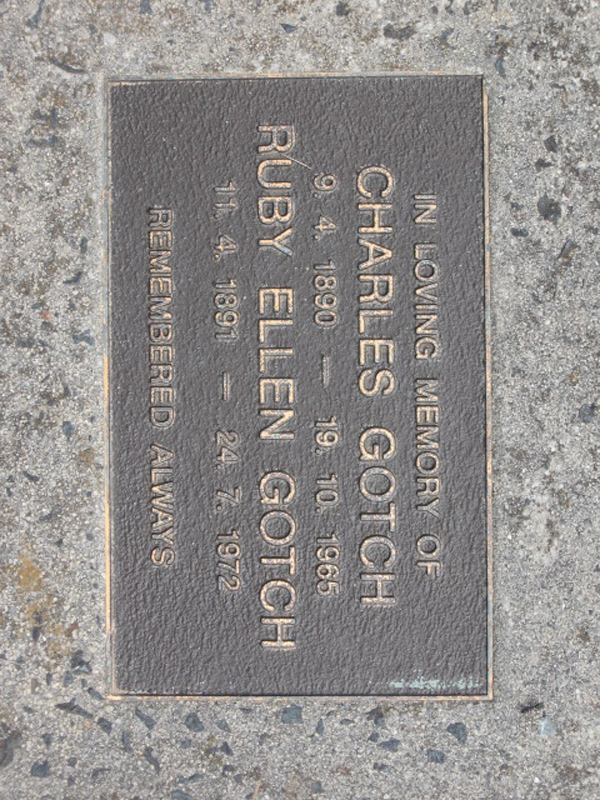 IN LOVING MEMORY OF
CHARLES GOTCH
9. 4. 1890 — 19. 10. 1965
RUBY ELLEN GOTCH
11. 4. 1891 — 24. 7. 1972
REMEMBERED ALWAYS